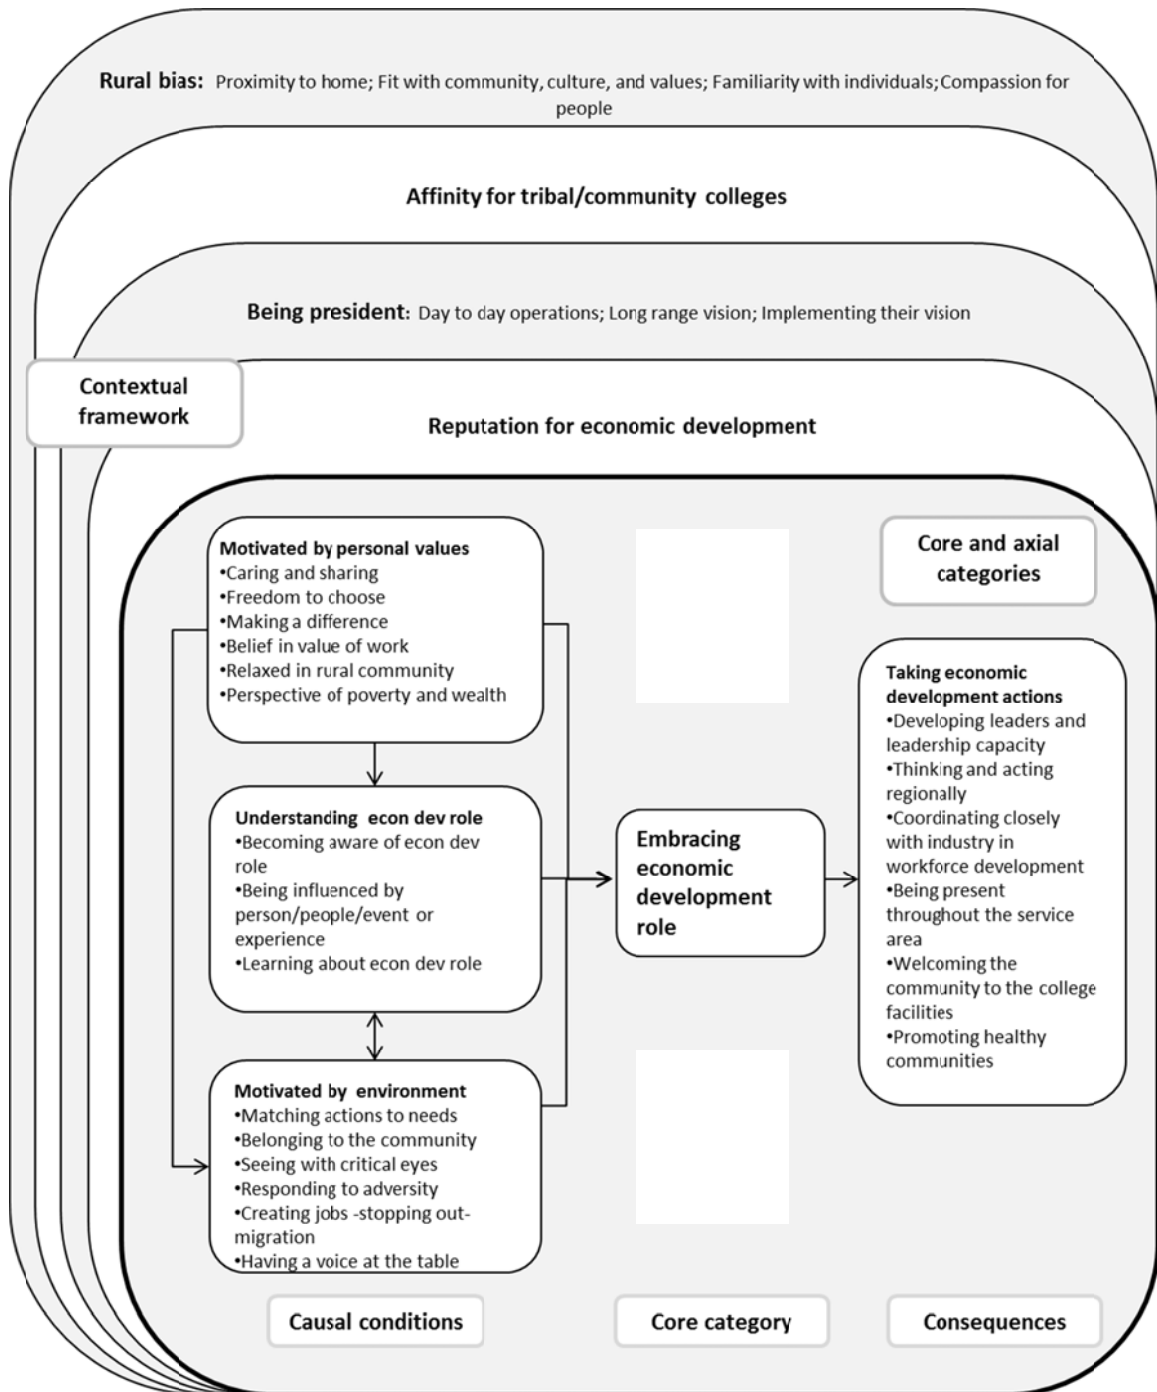 Rural bias: Proximity to home; Fit with community, culture, and values; Familiarity with individuals; Compassion for
people
Affinity for tribal/community colleges
Being president: Day to day operations; Long range vision; Implementing their vision
Contextual
framework
Reputation for economic development
Motivated by personal values
•Caring and sharing
•Freedom to choose
•Making a difference
•Belief in value of work
•Relaxed in rural community
•Perspective of poverty and wealth
Understanding econ dev role
•Becoming aware of econ dev
role
•Being influenced by
person/people/event or
experience
•Learning about econ dev role
Motivated by environment
•Matching actions to needs
•Belonging to the community
•Seeing with critical eyes
•Responding to adversity
•Creating jobs -stopping out-
migration
•Having a voice at the table
Embracing
economic
development
role
Core and axial
categories
Taking economic
development actions
•Developing leaders and
leadership capacity
•Thinking and acting
regionally
•Coordinating closely
with industry in
workforce development
•Being present
throughout the service
area
•Welcoming the
community to the college
facilities
•Promoting healthy
communities
Causal conditions
Core category
Consequences